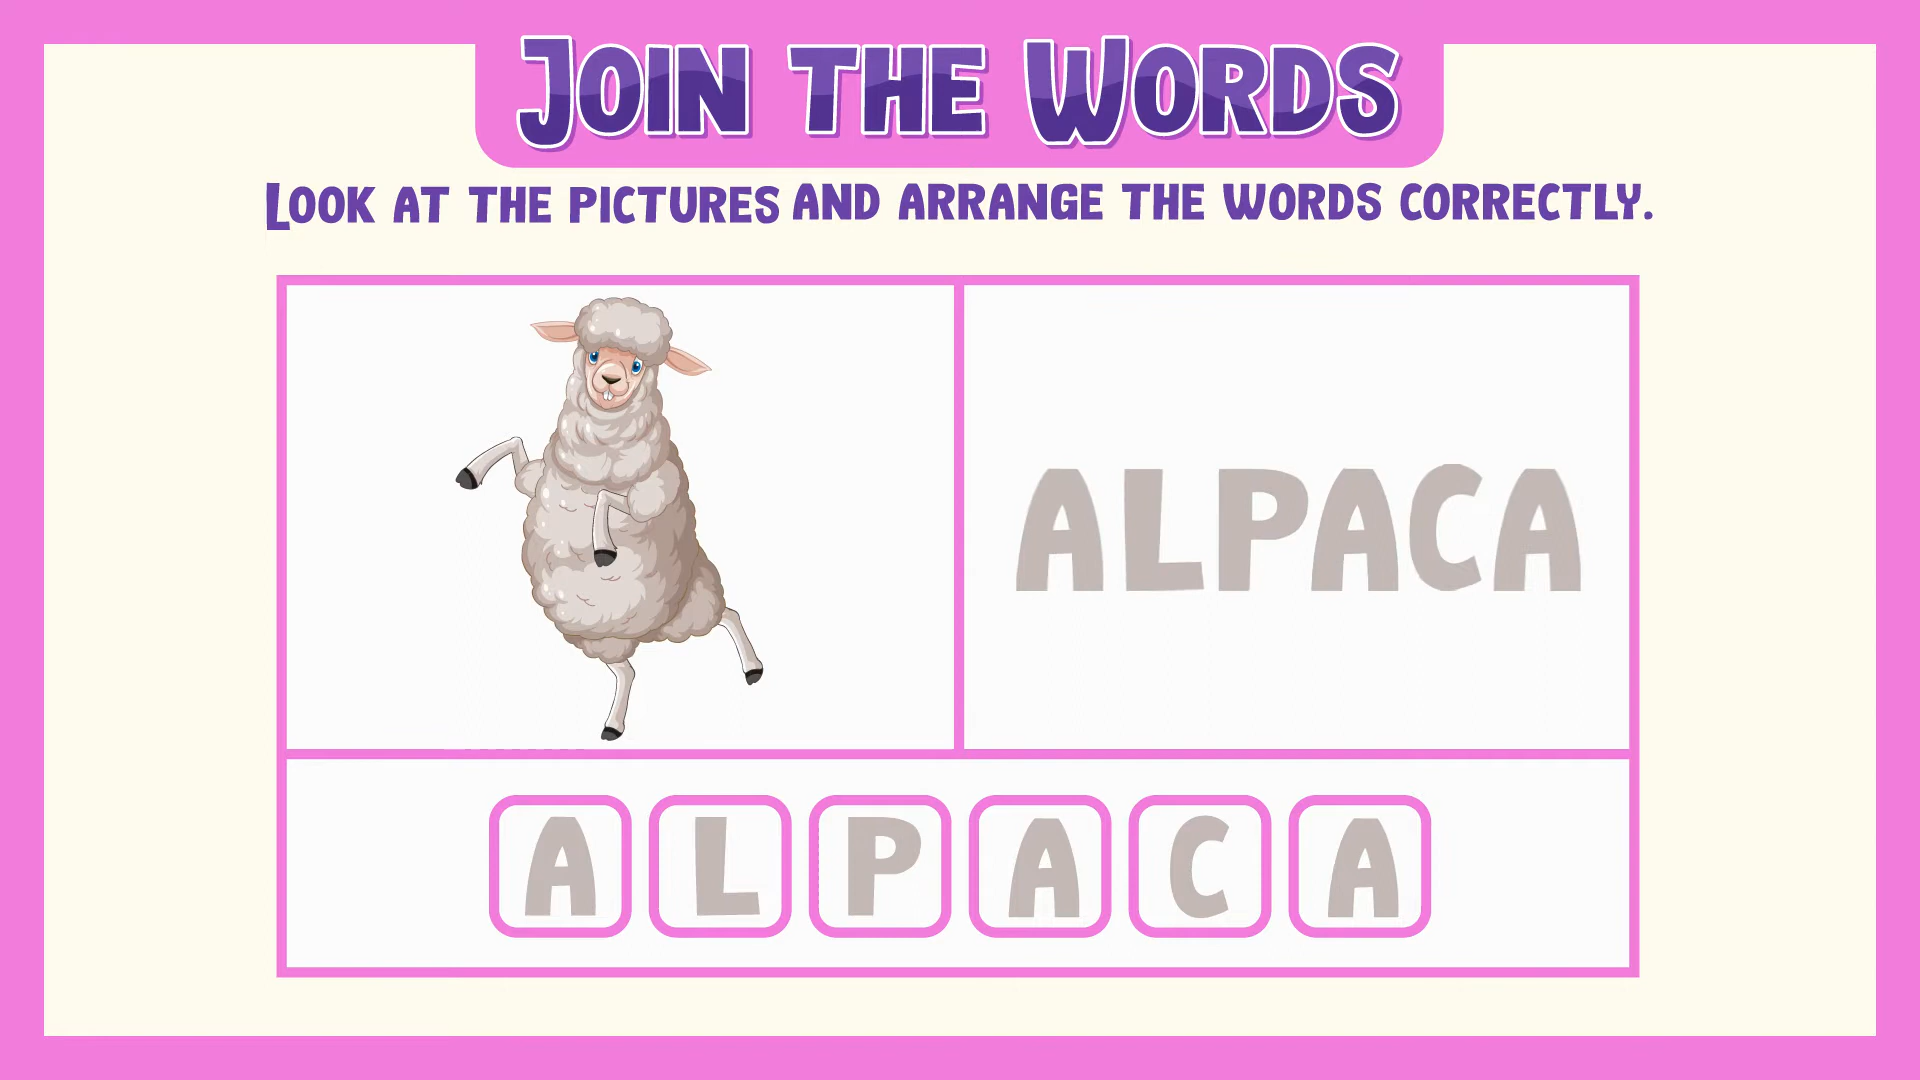 JOIN THE WORDS
LOOK AT THE PICTURES AND ARRANGE THE WORDS CORRECTLY.
ALPACA
A L P A C A